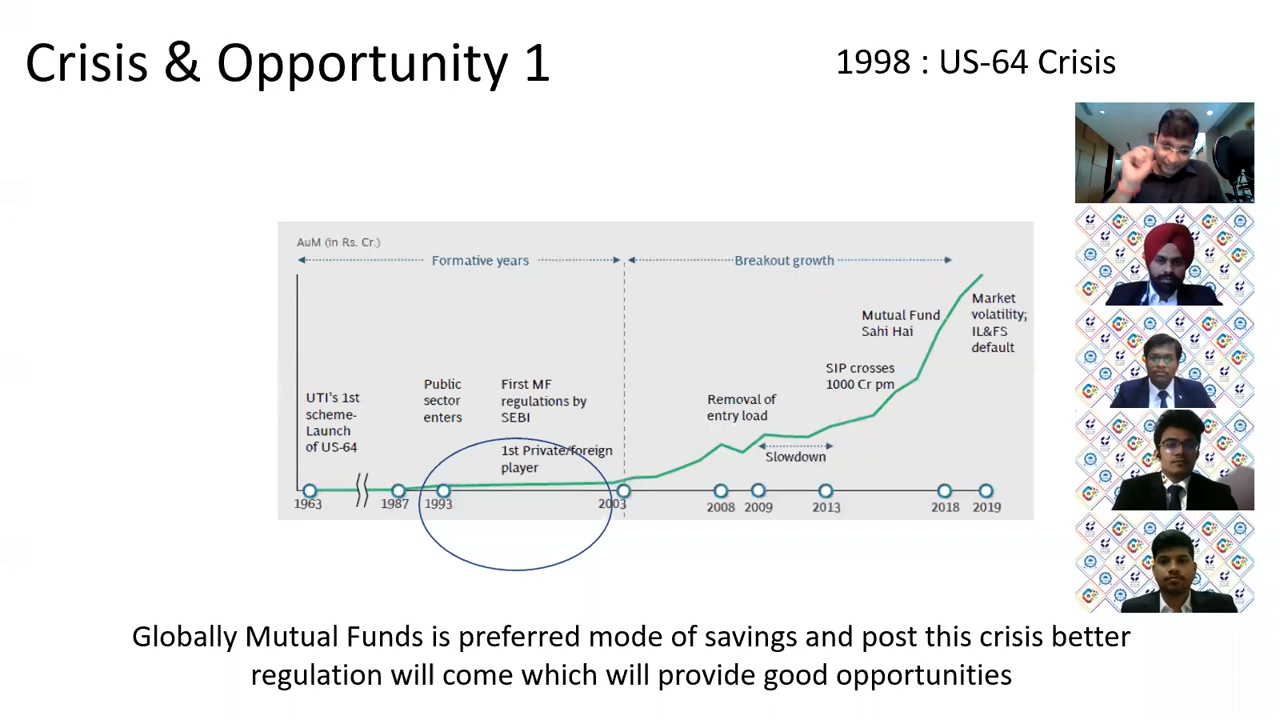 Crisis & Opportunity 1
1998 : US-64 Crisis
AuM (in Rs. Cr.)
Formative years
Breakout growth
UTI's 1st
scheme-
Launch
of US-64
Public
sector
enters
First MF
regulations by
SEBI
1st Private/foreign
player
Removal of
entry load
Slowdown
SIP crosses
1000 Cr pm
Mutual Fund
Sahi Hai
Market
volatility;
IL&FS
default
1963
1987
1993
2003
2008
2009
2013
2018
2019
Globally Mutual Funds is preferred mode of savings and post this crisis better
regulation will come which will provide good opportunities